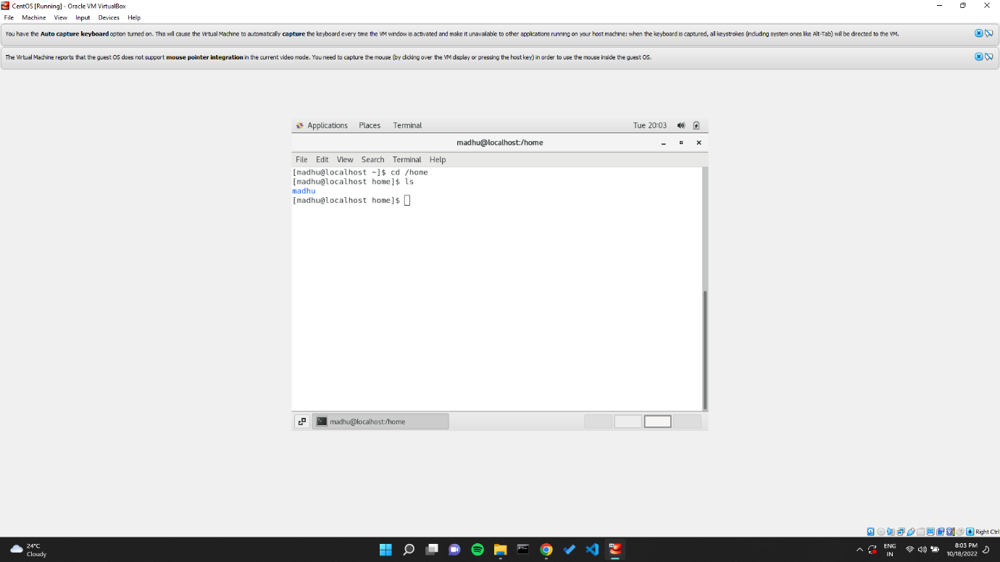 CentOS [Running] - Oracle VM VirtualBox
File Machine View Input Devices Help
You have the Auto capture keyboard option turned on. This will cause the Virtual Machine to automatically capture the keyboard every time the VM window is activated and make it unavailable to other applications running on your host machine: when the keyboard is captured, all keystrokes (including system ones like Alt-Tab) will be directed to the VM.
The Virtual Machine reports that the guest OS does not support mouse pointer integration in the current video mode. You need to capture the mouse (by clicking over the VM display or pressing the host key) in order to use the mouse inside the guest OS.
Applications Places Terminal Tue 20:03
madhu@localhost:/home
File Edit View Search Terminal Help
[madhu@localhost ~]$ cd /home
[madhu@localhost home]$ ls
madhu
[madhu@localhost home]$
madhu@localhost:/home
Right Ctrl
24°C
Cloudy
ENG
IN
8:03 PM
10/18/2022